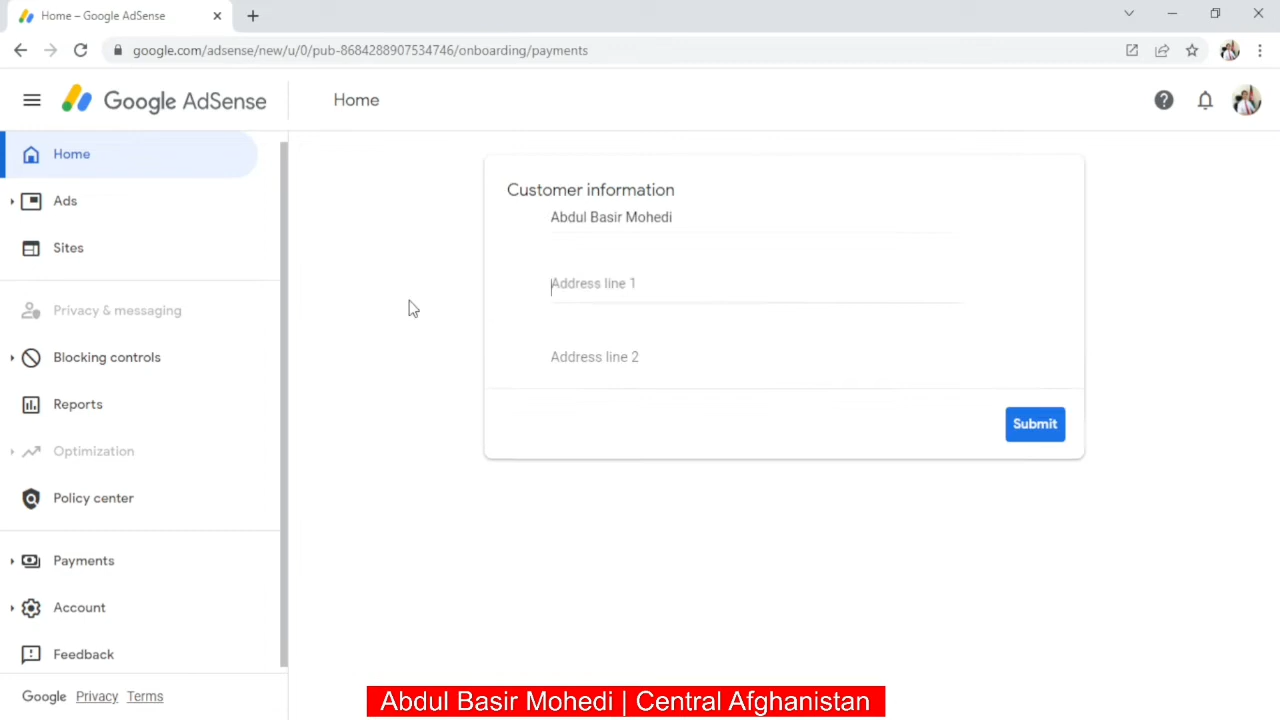 Home – Google AdSense
google.com/adsense/new/u/0/pub-8684288907534746/onboarding/payments
Google AdSense
Home
Home
Ads
Sites
Privacy & messaging
Blocking controls
Reports
Optimization
Policy center
Payments
Account
Feedback
Google Privacy Terms
Customer information
Abdul Basir Mohedi
Address line 1
Address line 2
Submit
Abdul Basir Mohedi | Central Afghanistan